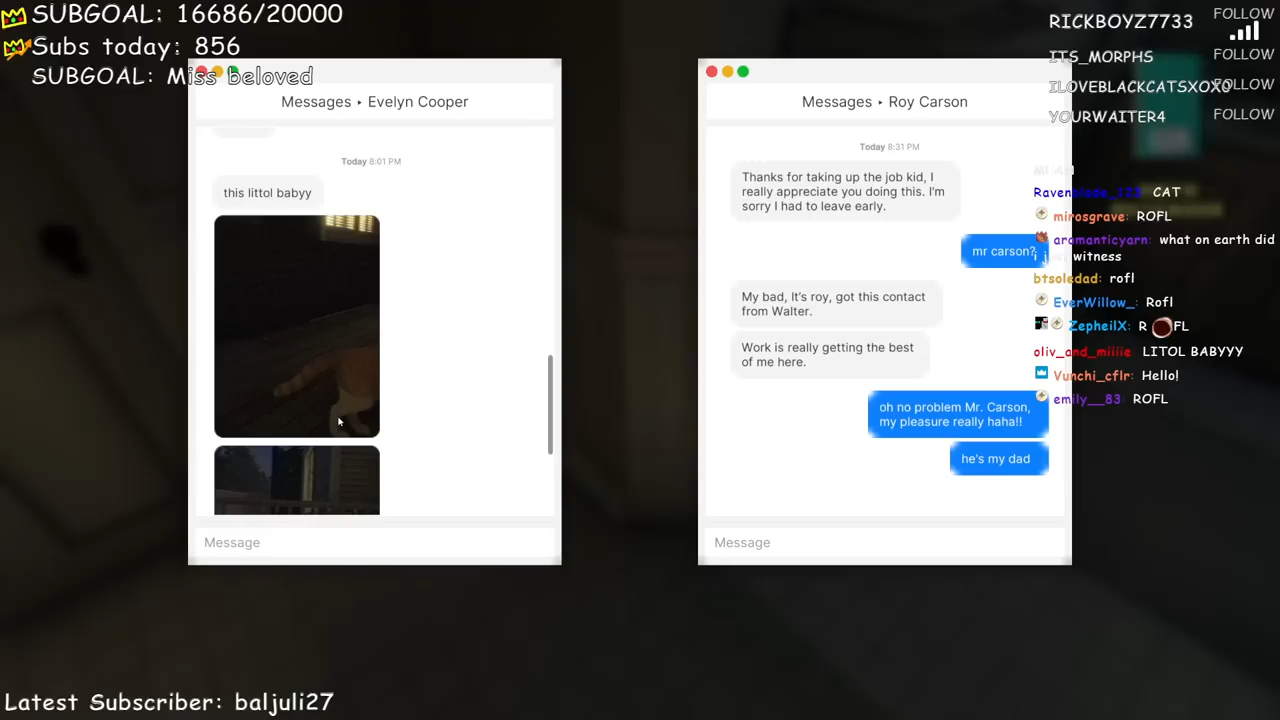 SUBGOAL: 16686/20000
Subs today: 856
SUBGOAL: Miss beloved
Messages ▸ Evelyn Cooper
Today 8:01 PM
this littol babyy
Message
Messages ▸ Roy Carson
Today 8:31 PM
Thanks for taking up the job kid, I
really appreciate you doing this. I'm
sorry I had to leave early.
mr carson?
My bad, It's roy, got this contact
from Walter.
Work is really getting the best
of me here.
oh no problem Mr. Carson,
my pleasure really haha!!
he's my dad
Message
RICKBOYZ7733 FOLLOW
ITS_MORPHS FOLLOW
ILOVEBLACKCATSXOXO FOLLOW
YOURWAITER4 FOLLOW
Ravenblade_123 CAT
mirosgrave: ROFL
aromanticyarn: what on earth did
i witness
btsoledad: rofl
EverWillow_: Rofl
ZepheilX: R FL
oliv_and_miiiie: LITOL BABYYY
Vunchi_cflr: Hello!
emily__83: ROFL
Latest Subscriber: baljuli27